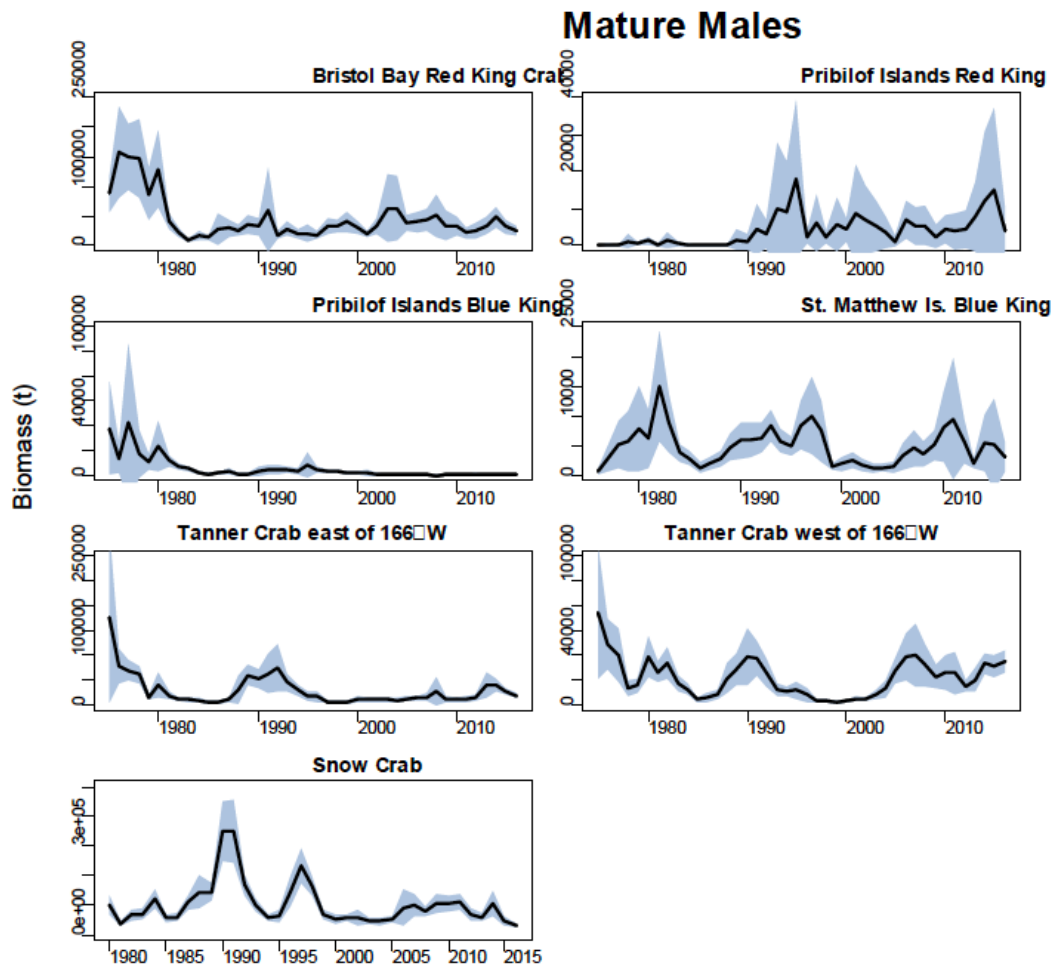 Mature Males
Bristol Bay Red King Crab
Pribilof Islands Red King
250000
100000
0
1980 1990 2000 2010
40000
20000
0
1980 1990 2000 2010
Pribilof Islands Blue King
St. Matthew Is. Blue King
Biomass (t)
100000
40000
0
1980 1990 2000 2010
25000
10000
0
1980 1990 2000 2010
Tanner Crab east of 166□W
Tanner Crab west of 166□W
250000
100000
0
1980 1990 2000 2010
100000
40000
0
1980 1990 2000 2010
Snow Crab
3e+05
0e+00
1980 1985 1990 1995 2000 2005 2010 2015